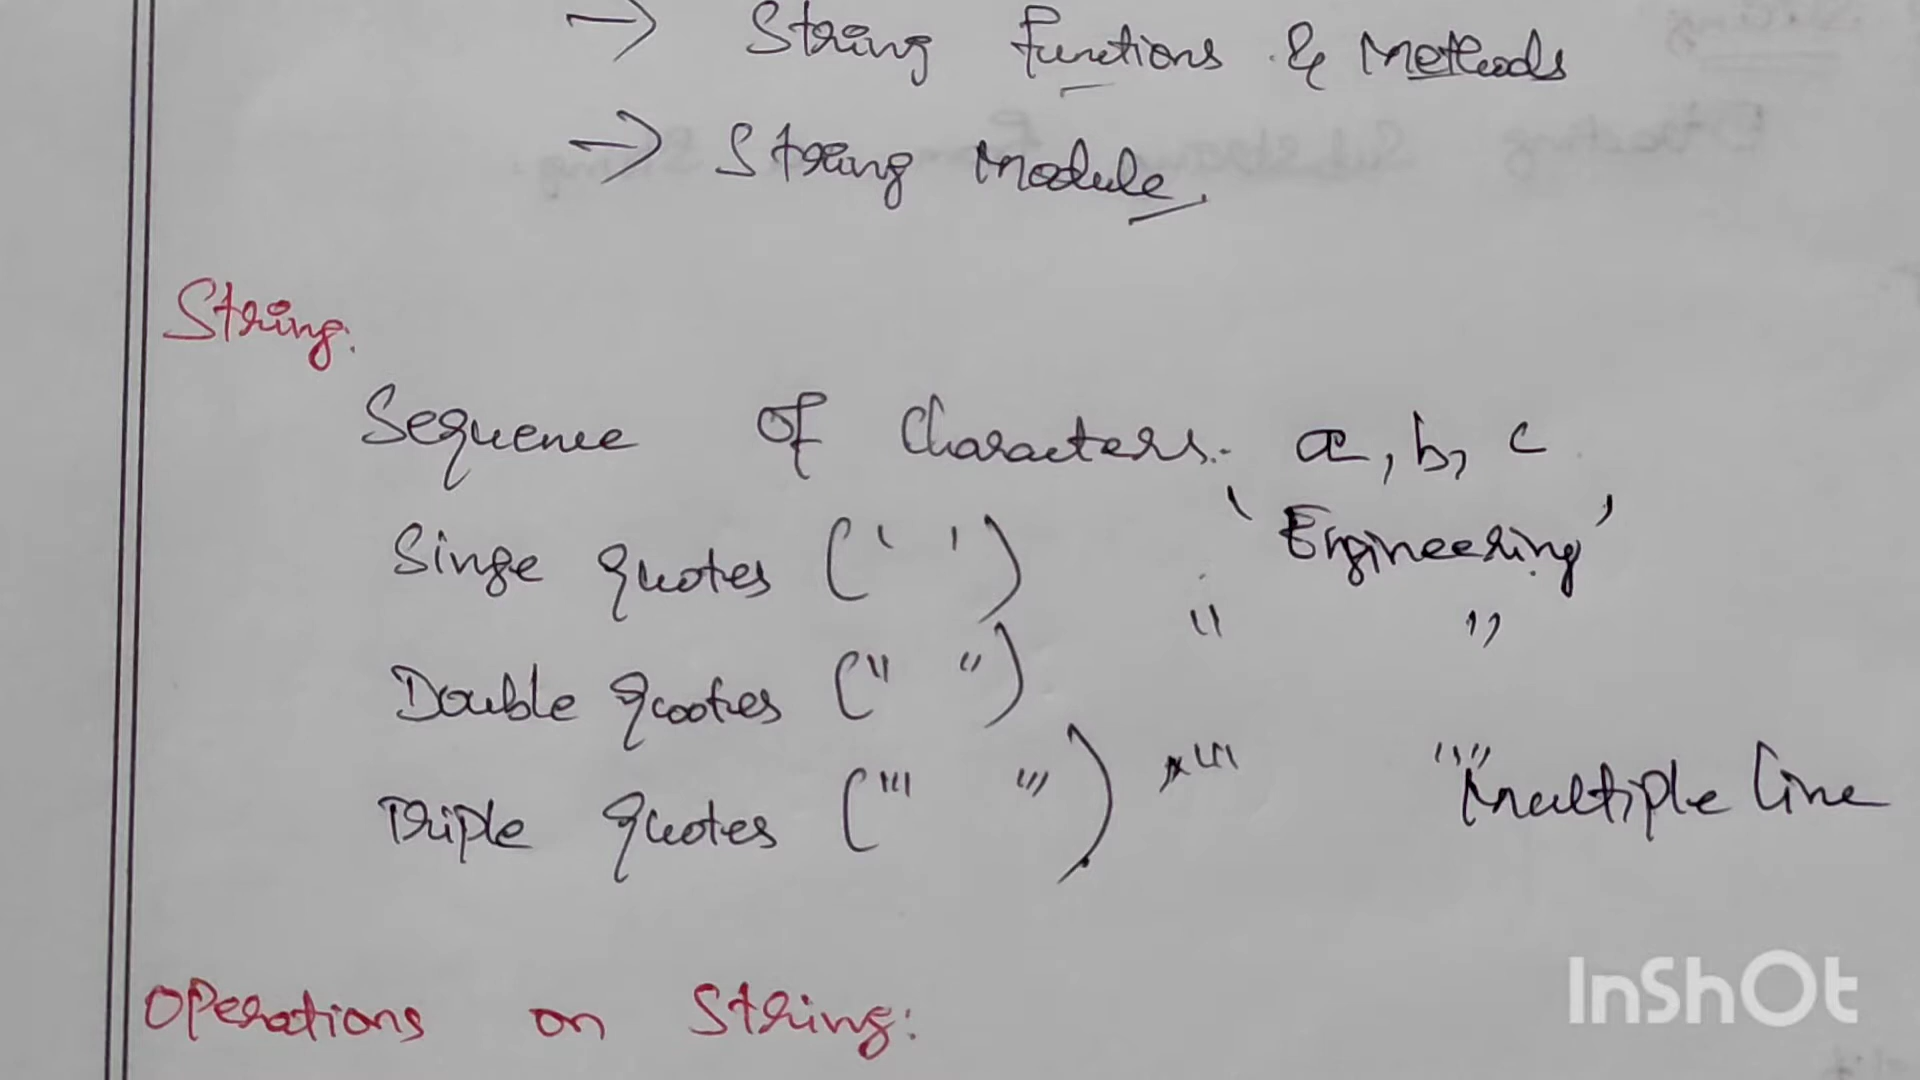 → String Functions & Methods
→ String Module.
String:
Sequence of Characters. a, b, c
Singe quotes (' ') 'Engineering'
Double quotes (" ") " "
Triple quotes (''' ''') ''' '''multiple line
Operations on String:
InShOt